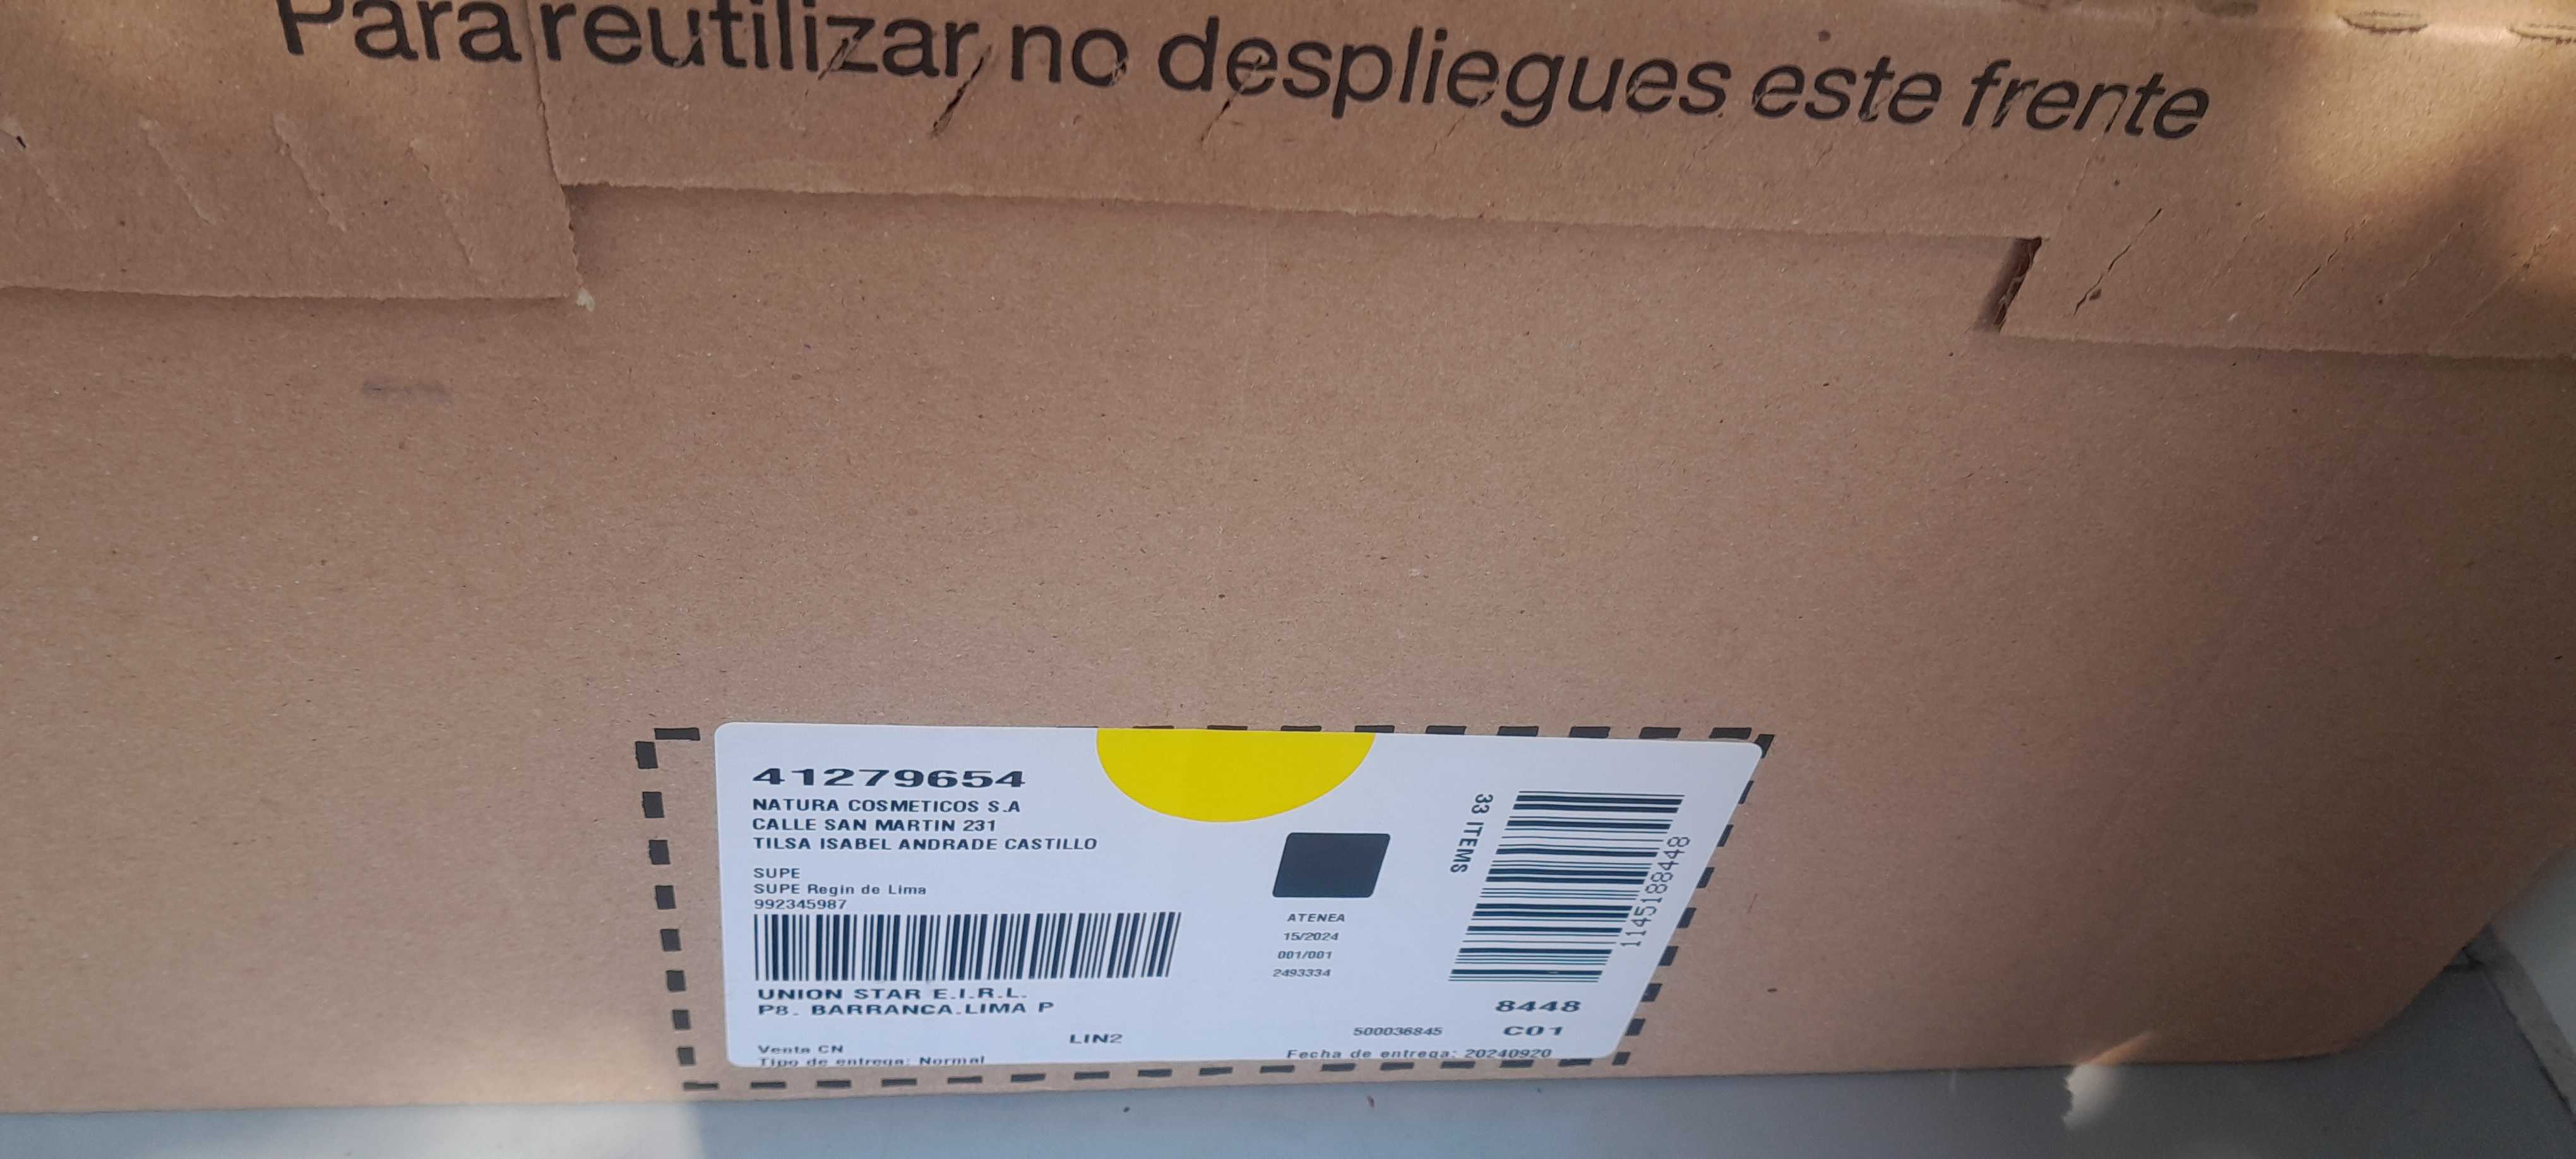 Para reutilizar, no despliegues este frente
41279654
NATURA COSMETICOS S.A
CALLE SAN MARTIN 231
TILSA ISABEL ANDRADE CASTILLO
SUPE
SUPE Regin de Lima
992345987
UNION STAR E.I.R.L.
P8. BARRANCA.LIMA P
LIN2
Venta CN
Tipo de entrega: Normal
ATENEA
15/2024
001/001
2493334
33 ITEMS
1145188448
8448
500036845 C01
Fecha de entrega: 20240920